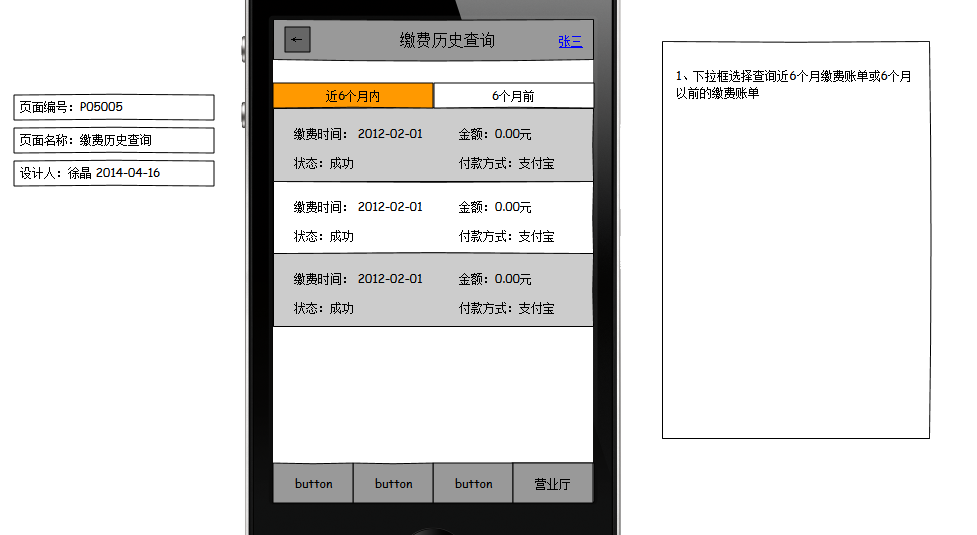 页面编号：P05005
页面名称：缴费历史查询
设计人：徐晶 2014-04-16
← 缴费历史查询 张三
近6个月内 6个月前
缴费时间： 2012-02-01 金额：0.00元
状态：成功 付款方式：支付宝
缴费时间： 2012-02-01 金额：0.00元
状态：成功 付款方式：支付宝
缴费时间： 2012-02-01 金额：0.00元
状态：成功 付款方式：支付宝
button button button 营业厅
1、下拉框选择查询近6个月缴费账单或6个月
以前的缴费账单